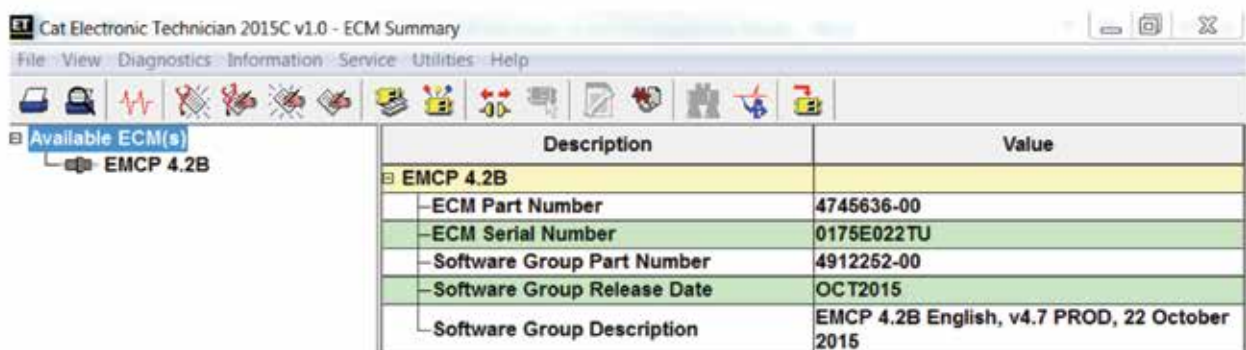 ET Cat Electronic Technician 2015C v1.0 - ECM Summary
File View Diagnostics Information Service Utilities Help
Available ECM(s)
EMCP 4.2B
Description Value
EMCP 4.2B
ECM Part Number 4745636-00
ECM Serial Number 0175E022TU
Software Group Part Number 4912252-00
Software Group Release Date OCT2015
Software Group Description EMCP 4.2B English, v4.7 PROD, 22 October
2015